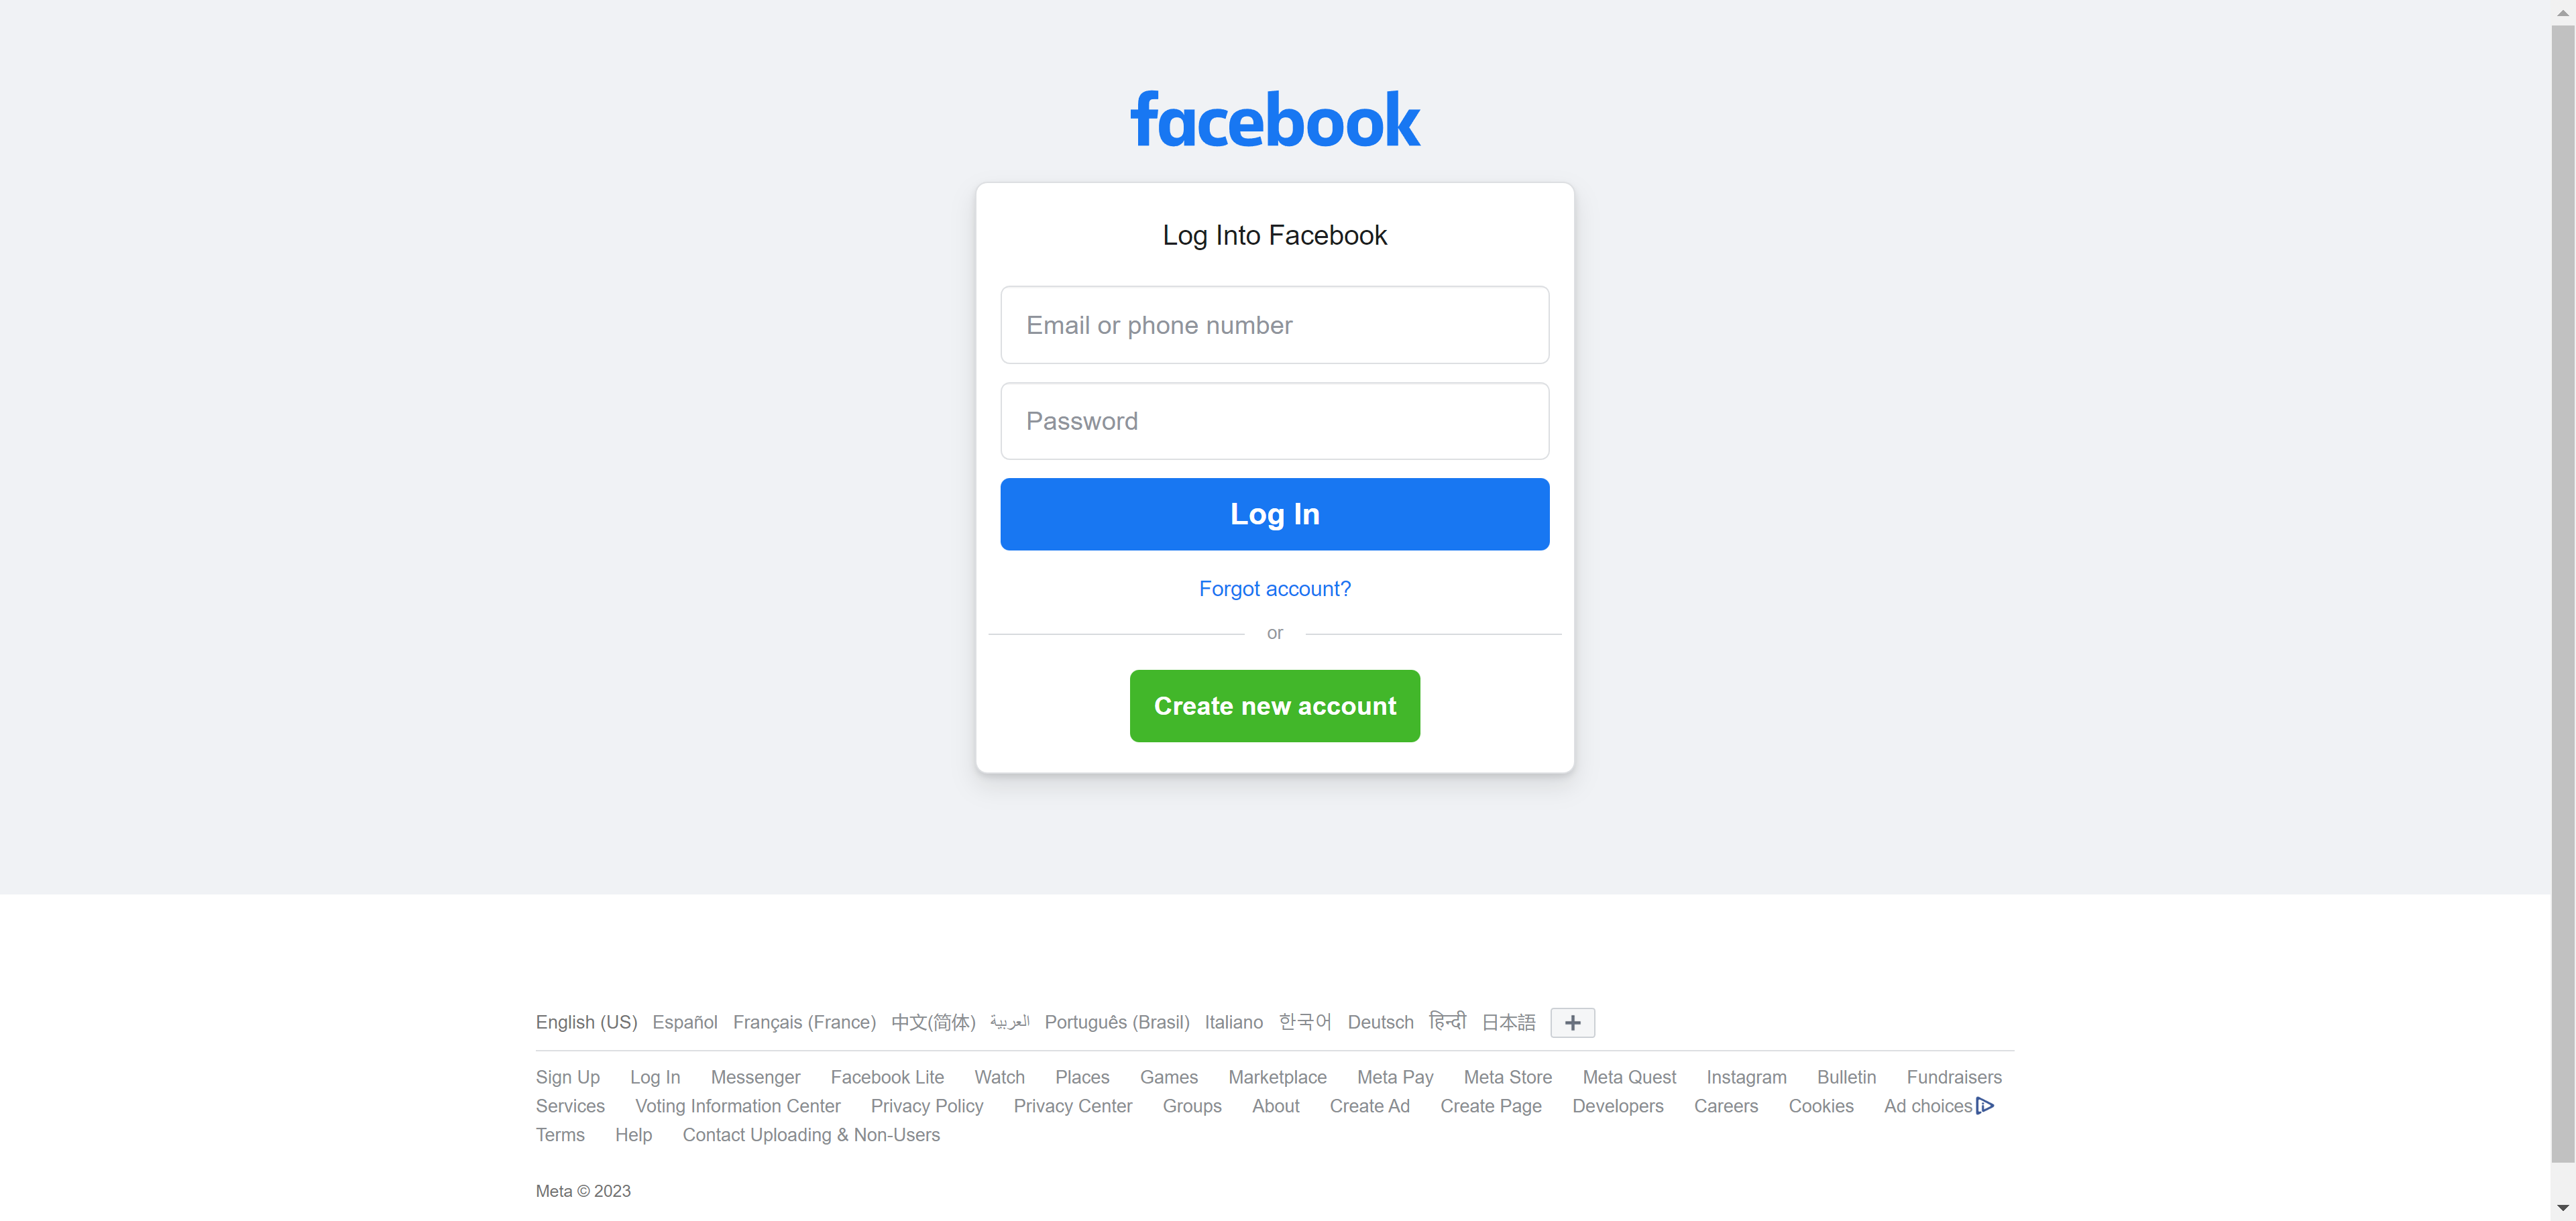 facebook
Log Into Facebook
Email or phone number
Password
Log In
Forgot account?
or
Create new account
English (US) Español Français (France) 中文(简体) العربية Português (Brasil) Italiano 한국어 Deutsch हिन्दी 日本語
Sign Up Log In Messenger Facebook Lite Watch Places Games Marketplace Meta Pay Meta Store Meta Quest Instagram Bulletin Fundraisers
Services Voting Information Center Privacy Policy Privacy Center Groups About Create Ad Create Page Developers Careers Cookies Ad choices
Terms Help Contact Uploading & Non-Users
Meta © 2023